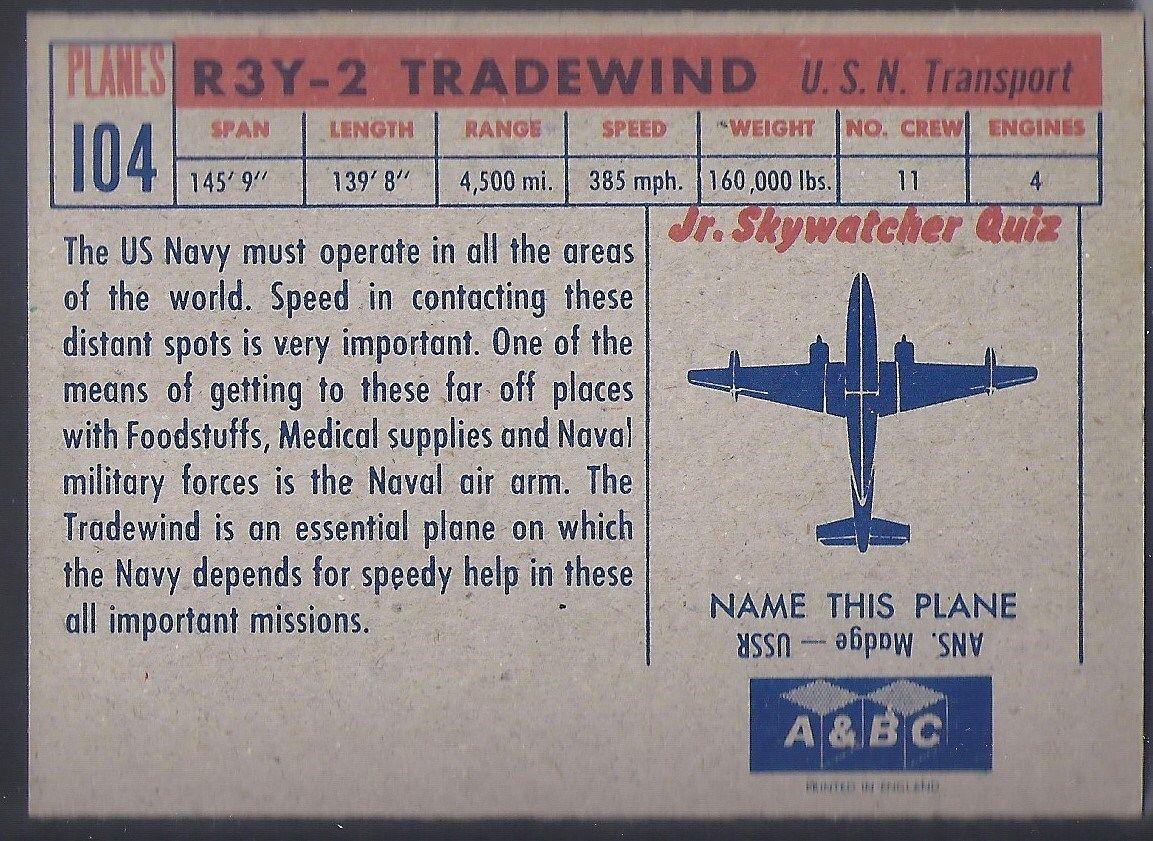 PLANES
104
R3Y-2 TRADEWIND U. S. N. Transport
SPAN LENGTH RANGE SPEED WEIGHT NO. CREW ENGINES
145' 9" 139' 8" 4,500 mi. 385 mph. 160,000 lbs. 11 4
The US Navy must operate in all the areas
of the world. Speed in contacting these
distant spots is very important. One of the
means of getting to these far off places
with Foodstuffs, Medical supplies and Naval
military forces is the Naval air arm. The
Tradewind is an essential plane on which
the Navy depends for speedy help in these
all important missions.
Jr. Skywatcher Quiz
NAME THIS PLANE
ANS. Madge — USSR
A&BC
PRINTED IN ENGLAND